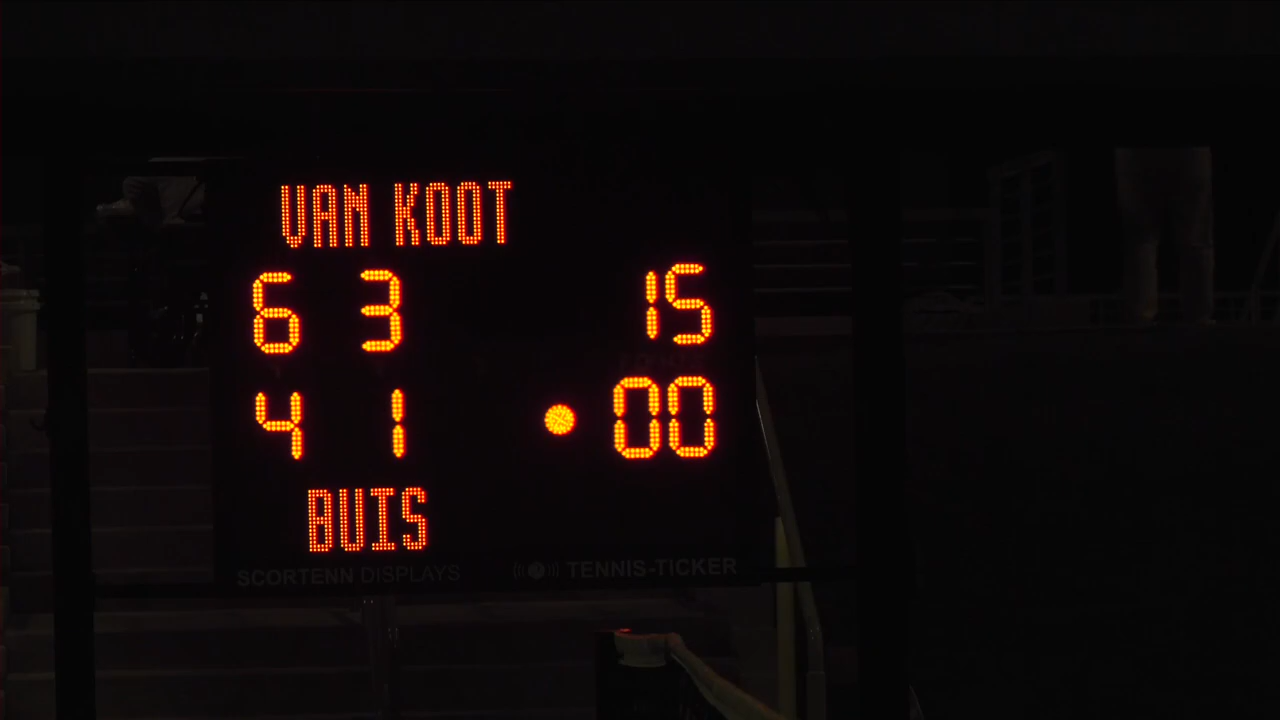 VAN KOOT
6 3 15
4 1 00
BUIS
SCORTENN DISPLAYS TENNIS-TICKER